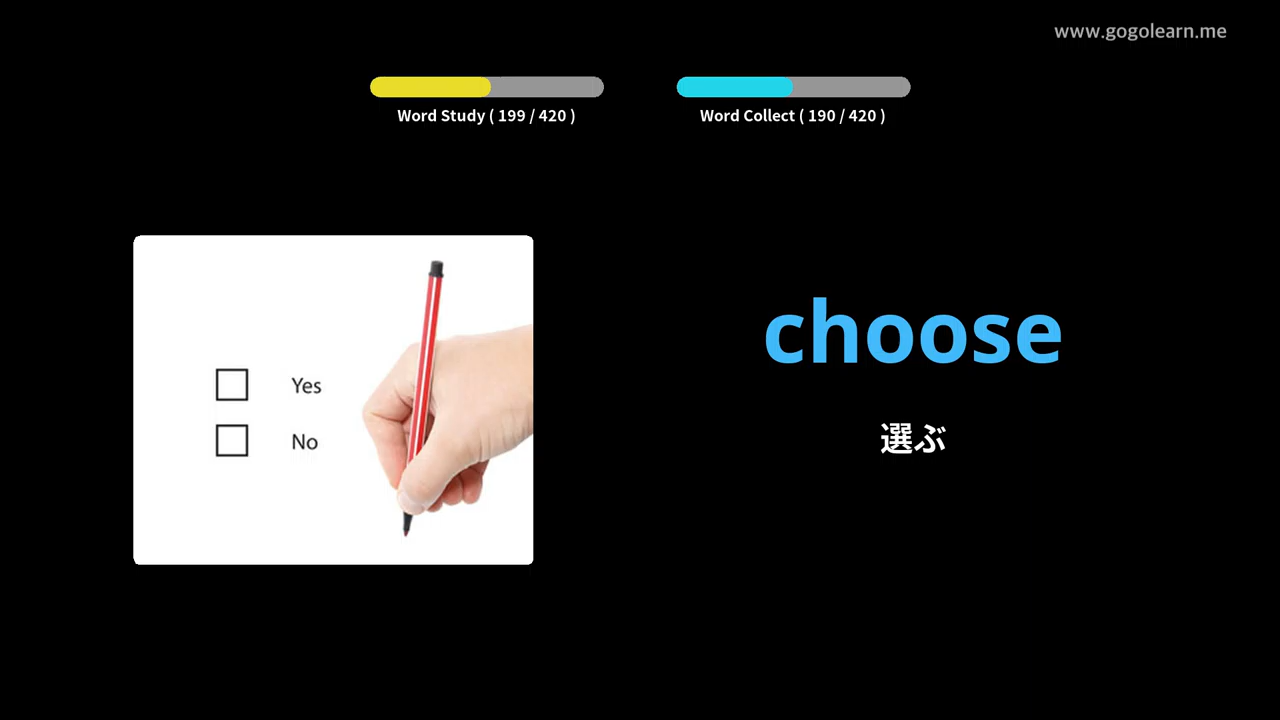 www.gogolearn.me
Word Study ( 199 / 420 )
Word Collect ( 190 / 420 )
Yes
No
choose
選ぶ